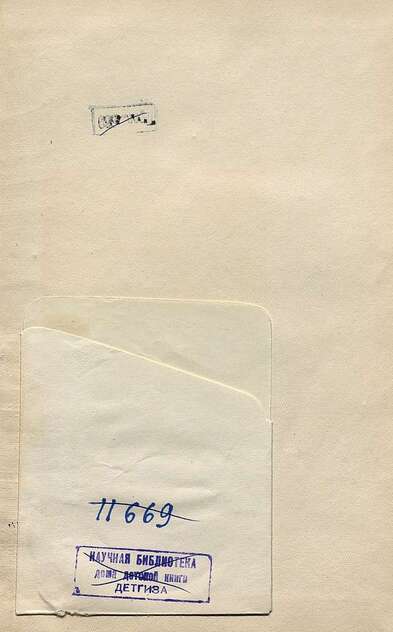 11669
НАУЧНАЯ БИБЛИОТЕКА
дома детской книги
ДЕТГИЗА